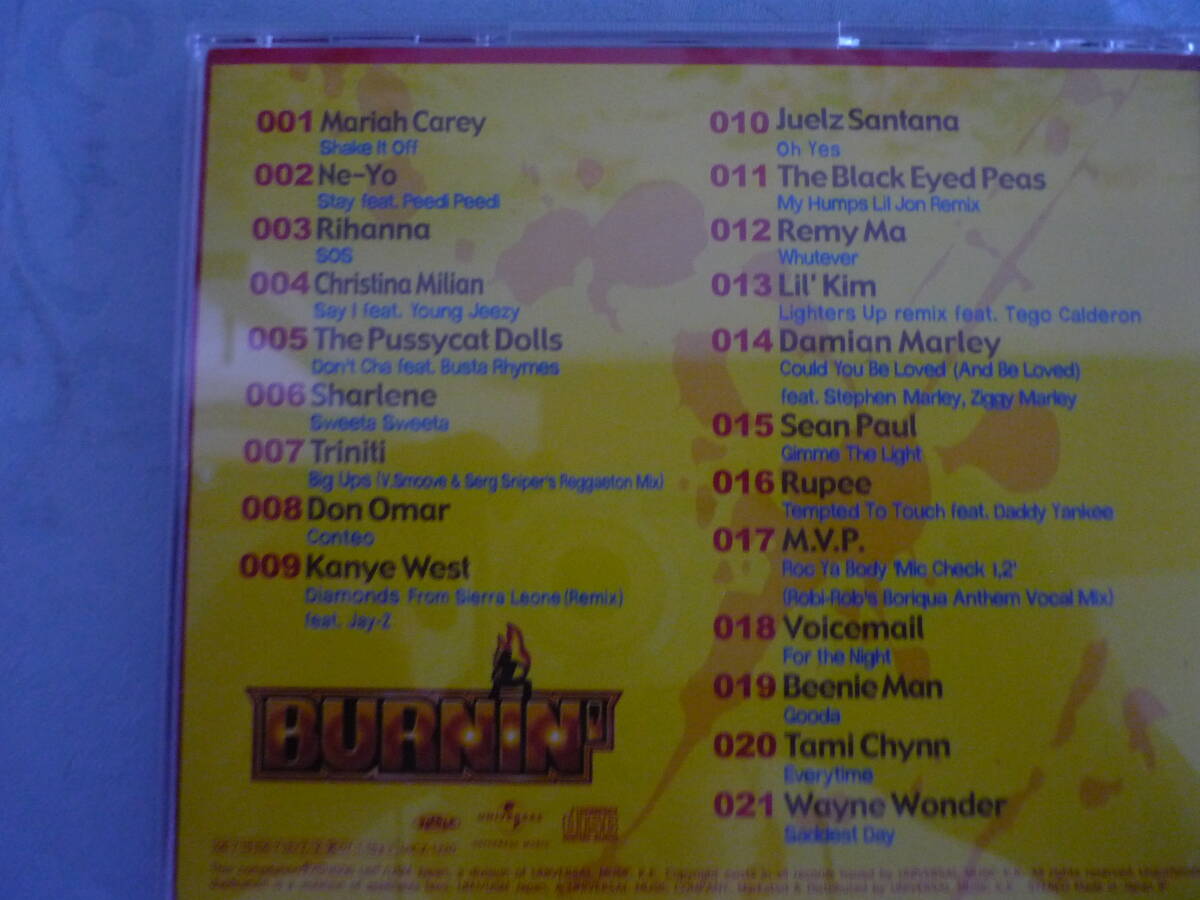 001 Mariah Carey
Shake It Off
002 Ne-Yo
Stay feat. Peedi Peedi
003 Rihanna
SOS
004 Christina Milian
Say I feat. Young Jeezy
005 The Pussycat Dolls
Don't Cha feat. Busta Rhymes
006 Sharlene
Sweeta Sweeta
007 Triniti
Big Ups (V.Smoove & Serg Sniper's Reggaeton Mix)
008 Don Omar
Conteo
009 Kanye West
Diamonds From Sierra Leone (Remix)
feat. Jay-Z
BURNIN'
010 Juelz Santana
Oh Yes
011 The Black Eyed Peas
My Humps Lil Jon Remix
012 Remy Ma
Whutever
013 Lil' Kim
Lighters Up remix feat. Tego Calderon
014 Damian Marley
Could You Be Loved (And Be Loved)
feat. Stephen Marley, Ziggy Marley
015 Sean Paul
Gimme The Light
016 Rupee
Tempted To Touch feat. Daddy Yankee
017 M.V.P.
Roc Ya Body 'Mic Check 1,2'
(Robi-Rob's Boriqua Anthem Vocal Mix)
018 Voicemail
For the Night
019 Beenie Man
Gooda
020 Tami Chynn
Everytime
021 Wayne Wonder
Saddest Day
UNIVERSAL
UNIVERSAL MUSIC